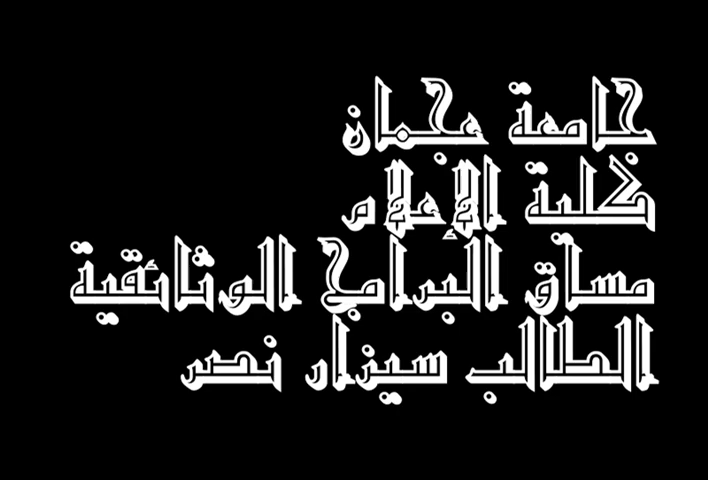 جامعة عجمان
كلية الإعلام
مساق البرامج الوثائقية
الطالب سيزار نصر